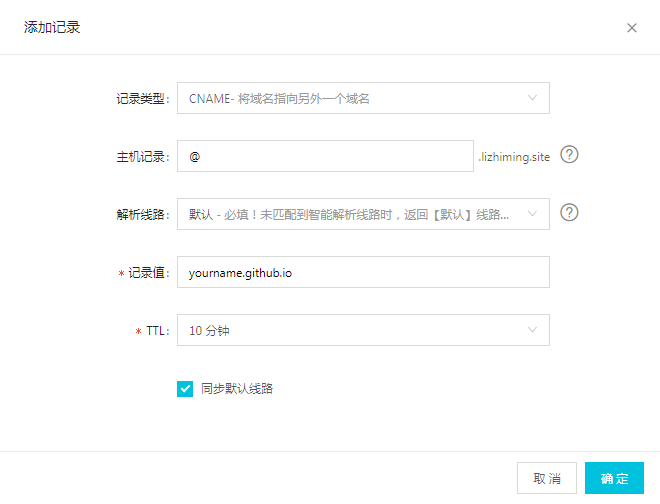 添加记录
记录类型: CNAME- 将域名指向另外一个域名
主机记录: @ .lizhiming.site ?
解析线路: 默认 - 必填！未匹配到智能解析线路时，返回【默认】线路... ?
* 记录值: yourname.github.io
* TTL: 10 分钟
同步默认线路
取消 确定